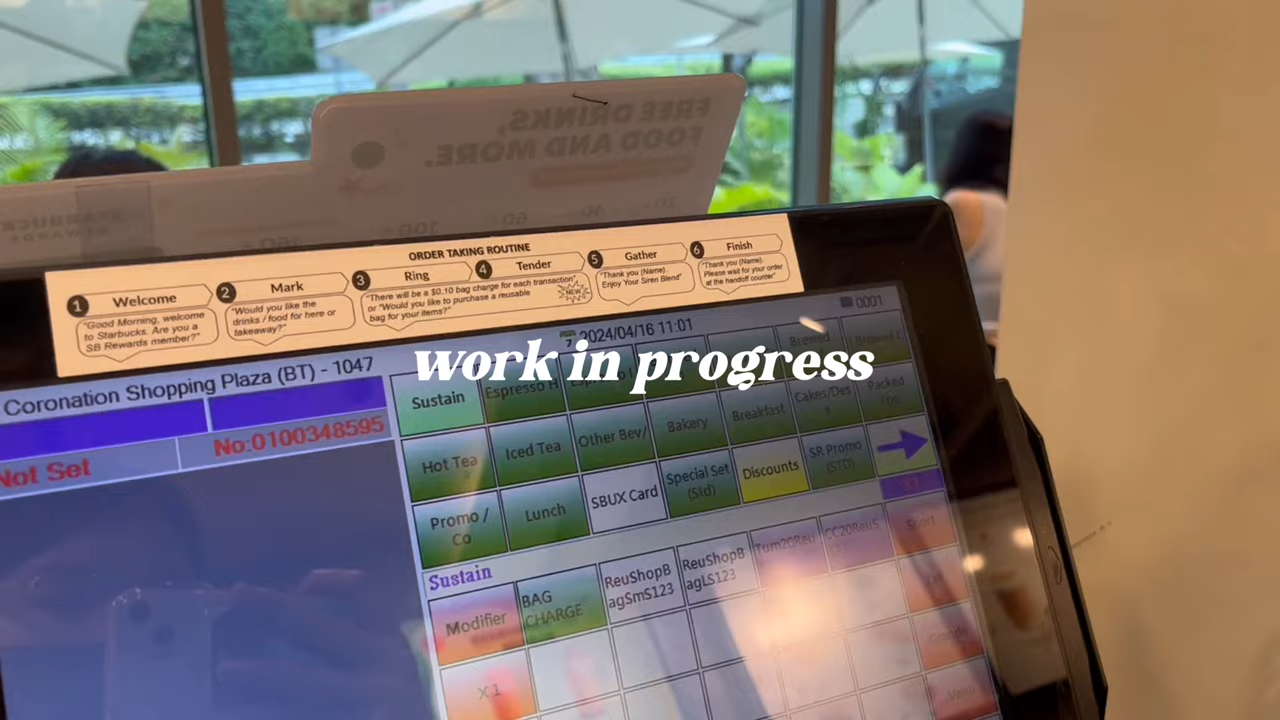 FREE DRINKS,
FOOD AND MORE.
ORDER TAKING ROUTINE
1 Welcome
"Good Morning, welcome
to Starbucks. Are you a
SB Rewards member?"
2 Mark
"Would you like the
drinks / food for here or
takeaway?"
3 Ring
4 Tender
"There will be a $0.10 bag charge for each transaction"
or "Would you like to purchase a reusable
bag for your items?"
NEW
5 Gather
"Thank you (Name).
Enjoy Your Siren Blend"
6 Finish
"Thank you (Name).
Please wait for your order
at the handoff counter"
2024/04/16 11:01
0001
work in progress
Coronation Shopping Plaza (BT) - 1047
No:0100348595
Not Set
Sustain
Espresso H
Brewed
Hot Tea
Iced Tea
Other Bev/
Bakery
Breakfast
Cakes/Des
s
Packed
Promo /
Co
Lunch
SBUX Card
Special Set
(Std)
Discounts
SR Promo
(STD)
Sustain
Modifier
BAG
CHARGE
ReuShopB
agSmS123
ReuShopB
agLS123
Tum20Reu
CC20ReuS
Short
X 1